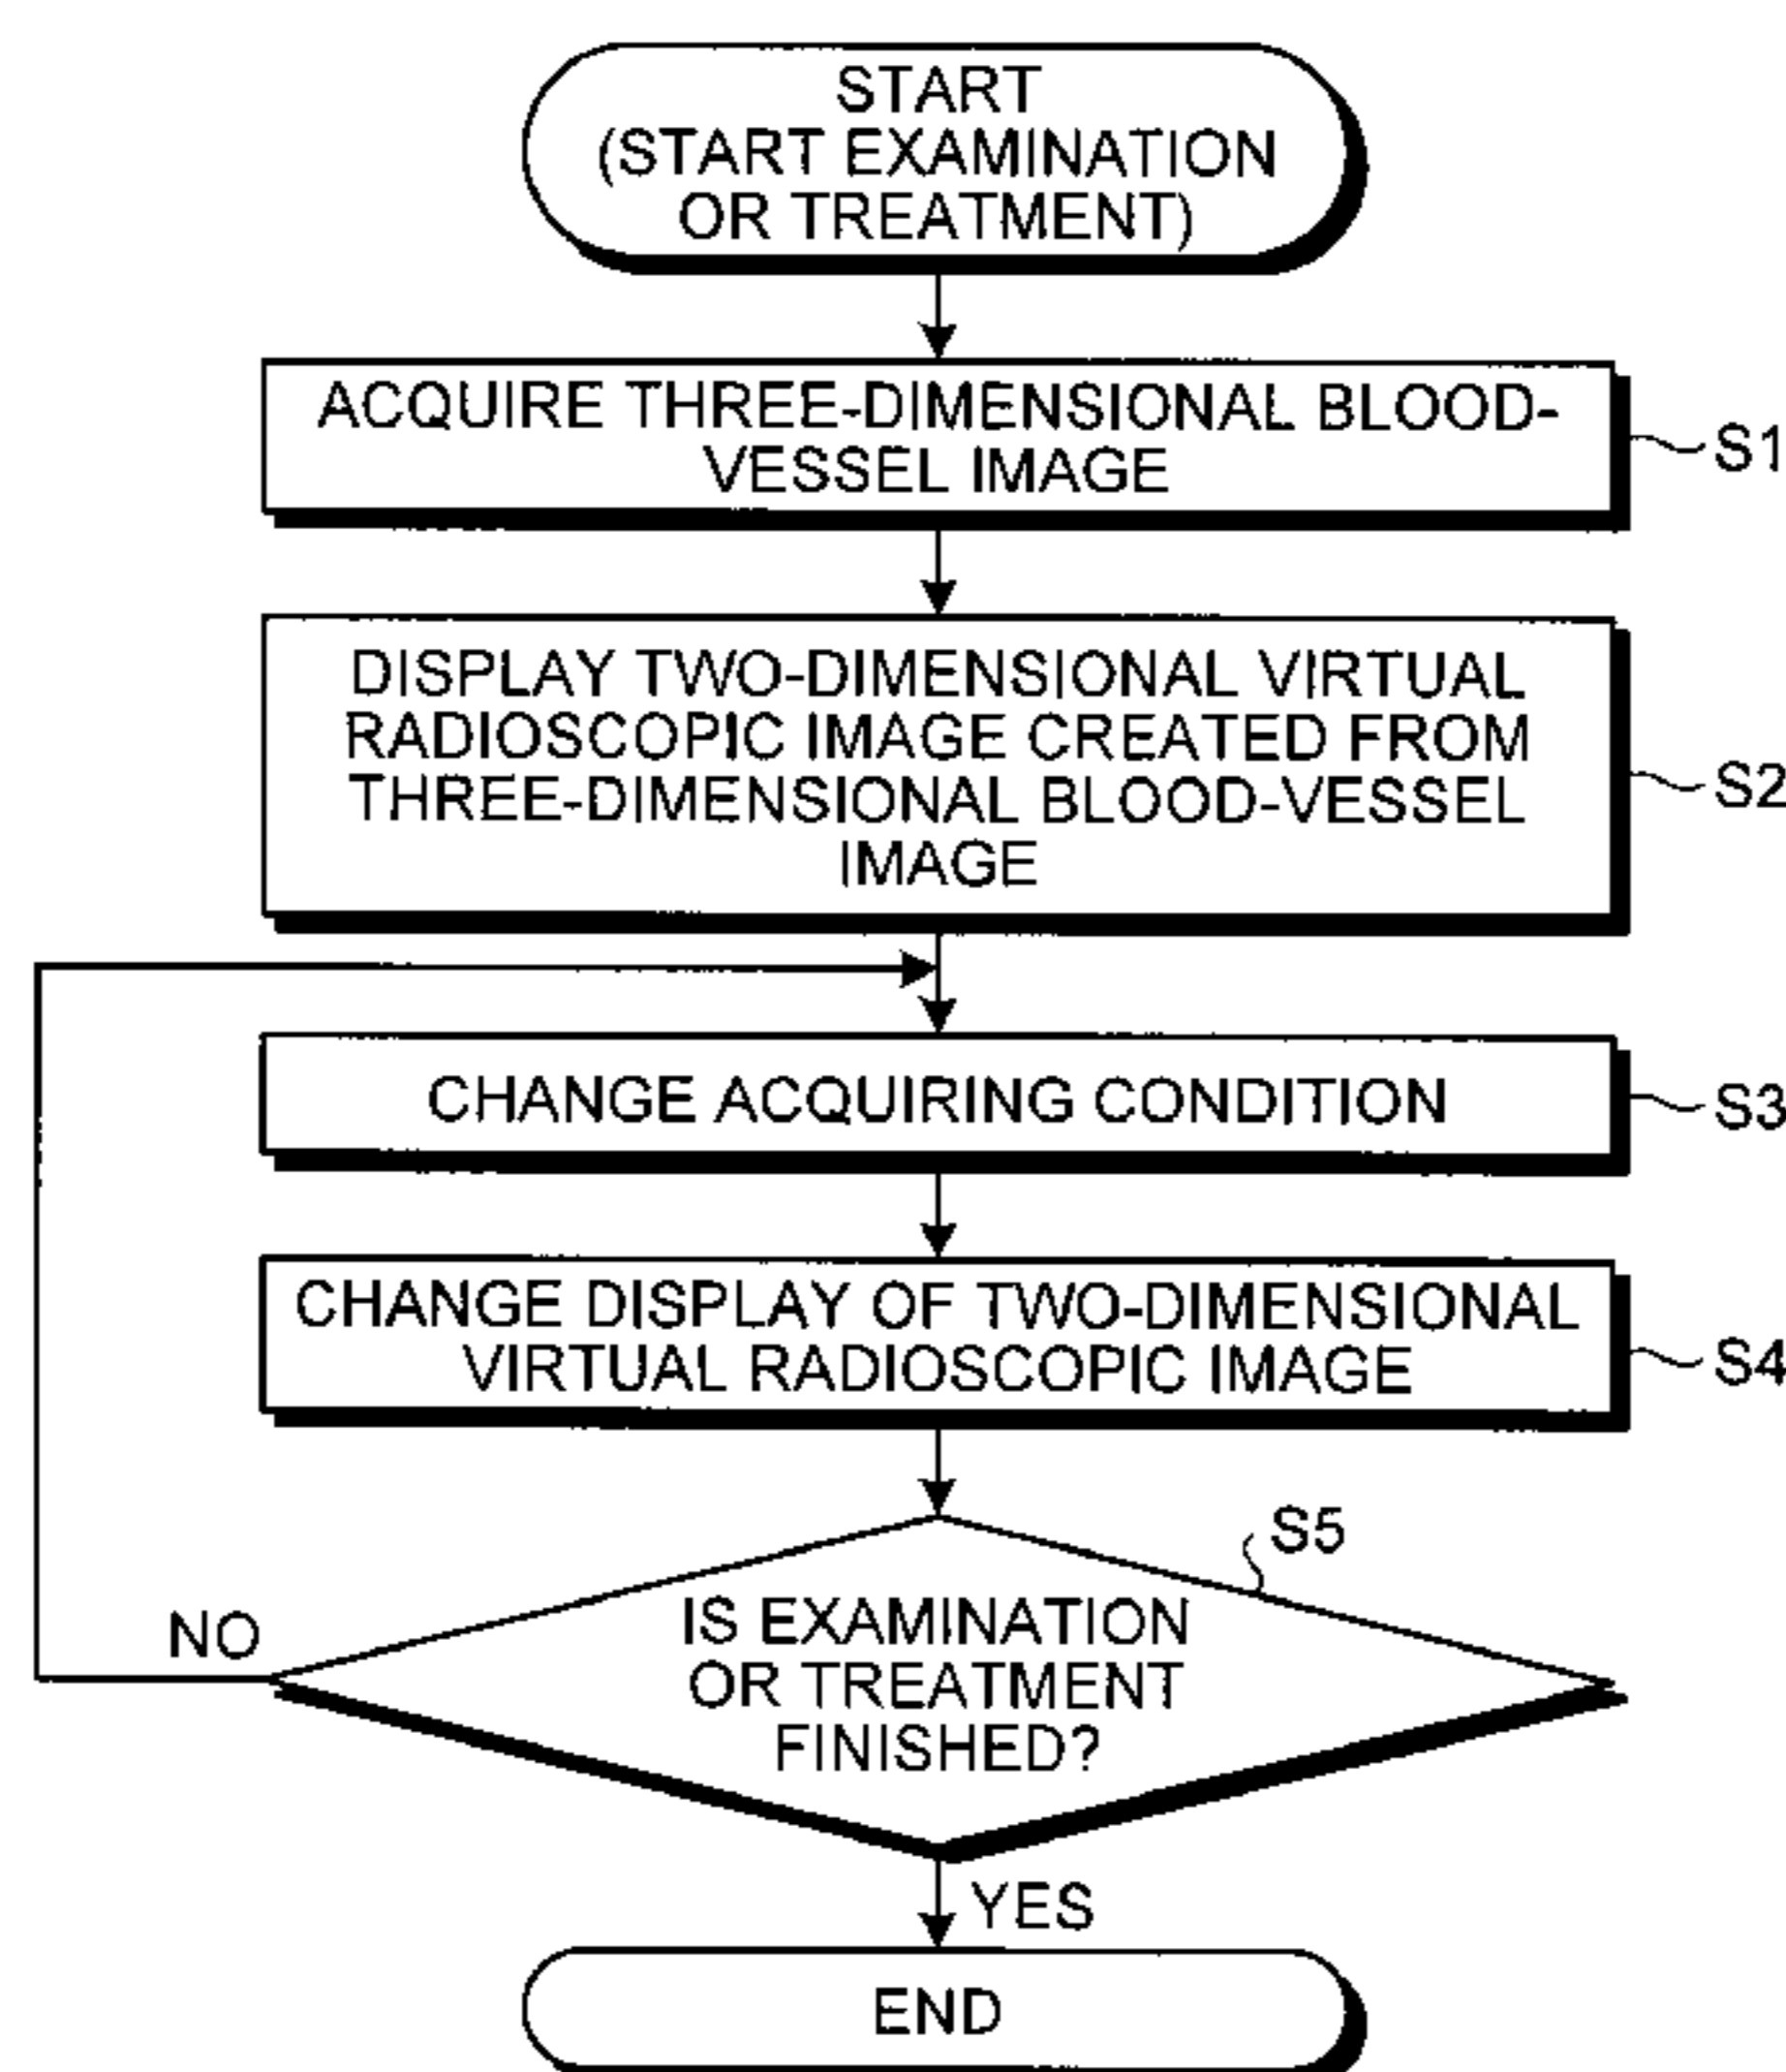 START
(START EXAMINATION
OR TREATMENT)
ACQUIRE THREE-DIMENSIONAL BLOOD-
VESSEL IMAGE
S1
DISPLAY TWO-DIMENSIONAL VIRTUAL
RADIOSCOPIC IMAGE CREATED FROM
THREE-DIMENSIONAL BLOOD-VESSEL
IMAGE
S2
CHANGE ACQUIRING CONDITION
S3
CHANGE DISPLAY OF TWO-DIMENSIONAL
VIRTUAL RADIOSCOPIC IMAGE
S4
S5
IS EXAMINATION
OR TREATMENT
FINISHED?
NO
YES
END